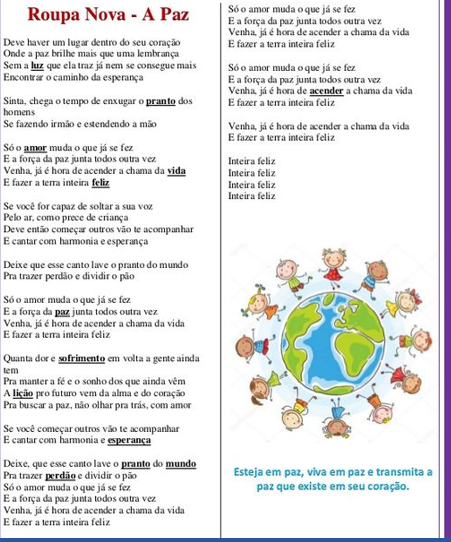 Roupa Nova - A Paz
Deve haver um lugar dentro do seu coração
Onde a paz brilhe mais que uma lembrança
Sem a luz que ela traz já nem se consegue mais
Encontrar o caminho da esperança
Sinta, chega o tempo de enxugar o pranto dos
homens
Se fazendo irmão e estendendo a mão
Só o amor muda o que já se fez
E a força da paz junta todos outra vez
Venha, já é hora de acender a chama da vida
E fazer a terra inteira feliz
Se você for capaz de soltar a sua voz
Pelo ar, como prece de criança
Deve então começar outros vão te acompanhar
E cantar com harmonia e esperança
Deixe que esse canto lave o pranto do mundo
Pra trazer perdão e dividir o pão
Só o amor muda o que já se fez
E a força da paz junta todos outra vez
Venha, já é hora de acender a chama da vida
E fazer a terra inteira feliz
Quanta dor e sofrimento em volta a gente ainda
tem
Pra manter a fé e o sonho dos que ainda vêm
A lição pro futuro vem da alma e do coração
Pra buscar a paz, não olhar pra trás, com amor
Se você começar outros vão te acompanhar
E cantar com harmonia e esperança
Deixe, que esse canto lave o pranto do mundo
Pra trazer perdão e dividir o pão
Só o amor muda o que já se fez
E a força da paz junta todos outra vez
Venha, já é hora de acender a chama da vida
E fazer a terra inteira feliz
Só o amor muda o que já se fez
E a força da paz junta todos outra vez
Venha, já é hora de acender a chama da vida
E fazer a terra inteira feliz
Só o amor muda o que já se fez
E a força da paz junta todos outra vez
Venha, já é hora de acender a chama da vida
E fazer a terra inteira feliz
Venha, já é hora de acender a chama da vida
E fazer a terra inteira feliz
Inteira feliz
Inteira feliz
Inteira feliz
Inteira feliz
Esteja em paz, viva em paz e transmita a
paz que existe em seu coração.